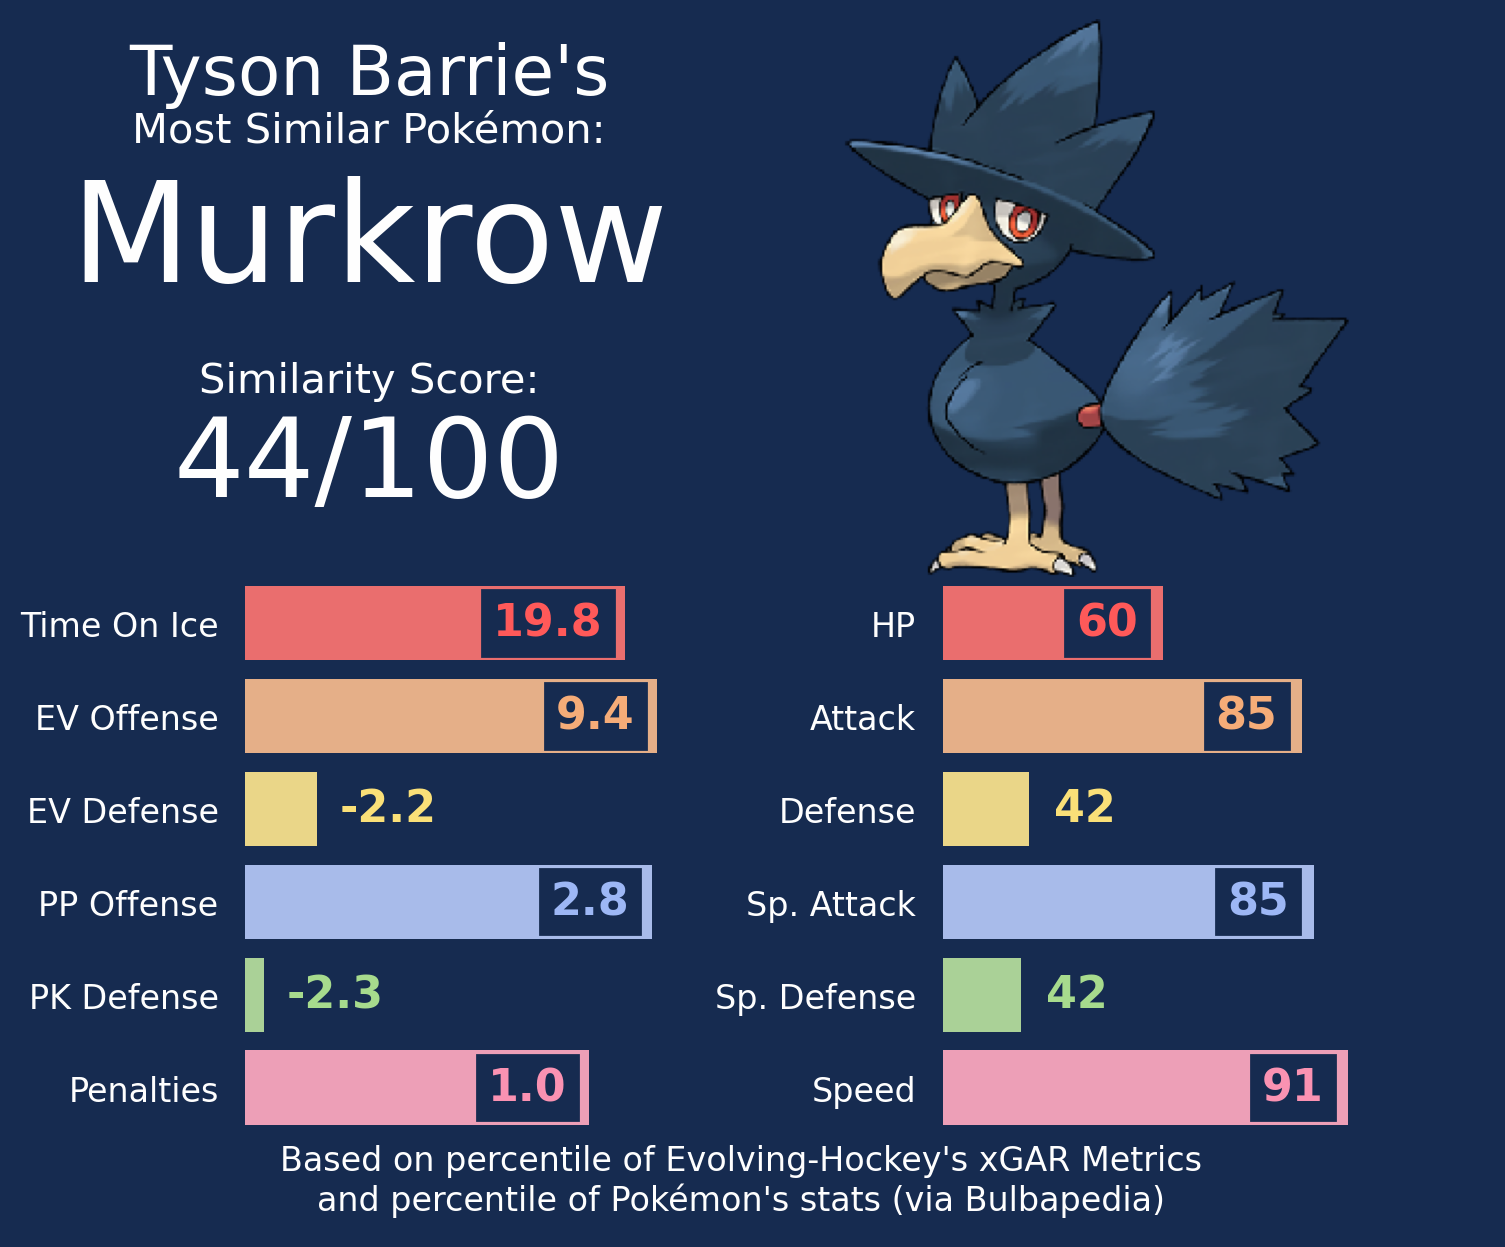 Tyson Barrie's
Most Similar Pokémon:
Murkrow
Similarity Score:
44/100
Time On Ice 19.8
EV Offense 9.4
EV Defense -2.2
PP Offense 2.8
PK Defense -2.3
Penalties 1.0
HP 60
Attack 85
Defense 42
Sp. Attack 85
Sp. Defense 42
Speed 91
Based on percentile of Evolving-Hockey's xGAR Metrics
and percentile of Pokémon's stats (via Bulbapedia)